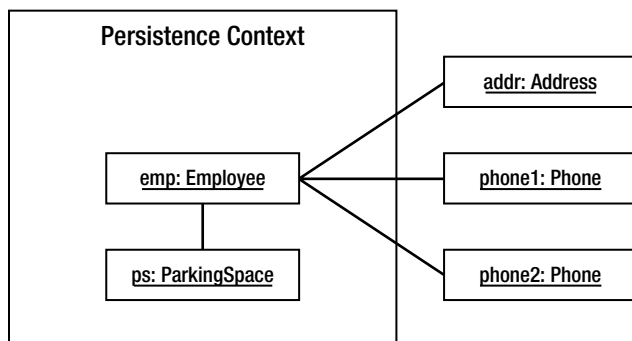 Persistence Context
addr: Address
emp: Employee
phone1: Phone
ps: ParkingSpace
phone2: Phone